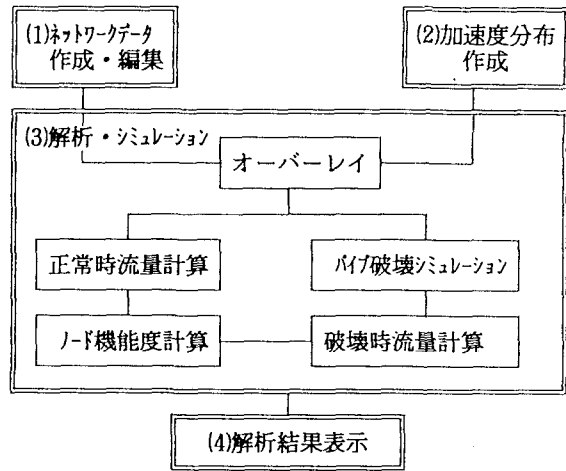 (1)ﾈｯﾄﾜｰｸﾃﾞｰﾀ
作成・編集
(2)加速度分布
作成
(3)解析・ｼﾐｭﾚｰｼｮﾝ
オーバーレイ
正常時流量計算
ﾊﾟｲﾌﾟ破壊ｼﾐｭﾚｰｼｮﾝ
ﾉｰﾄﾞ機能度計算
破壊時流量計算
(4)解析結果表示